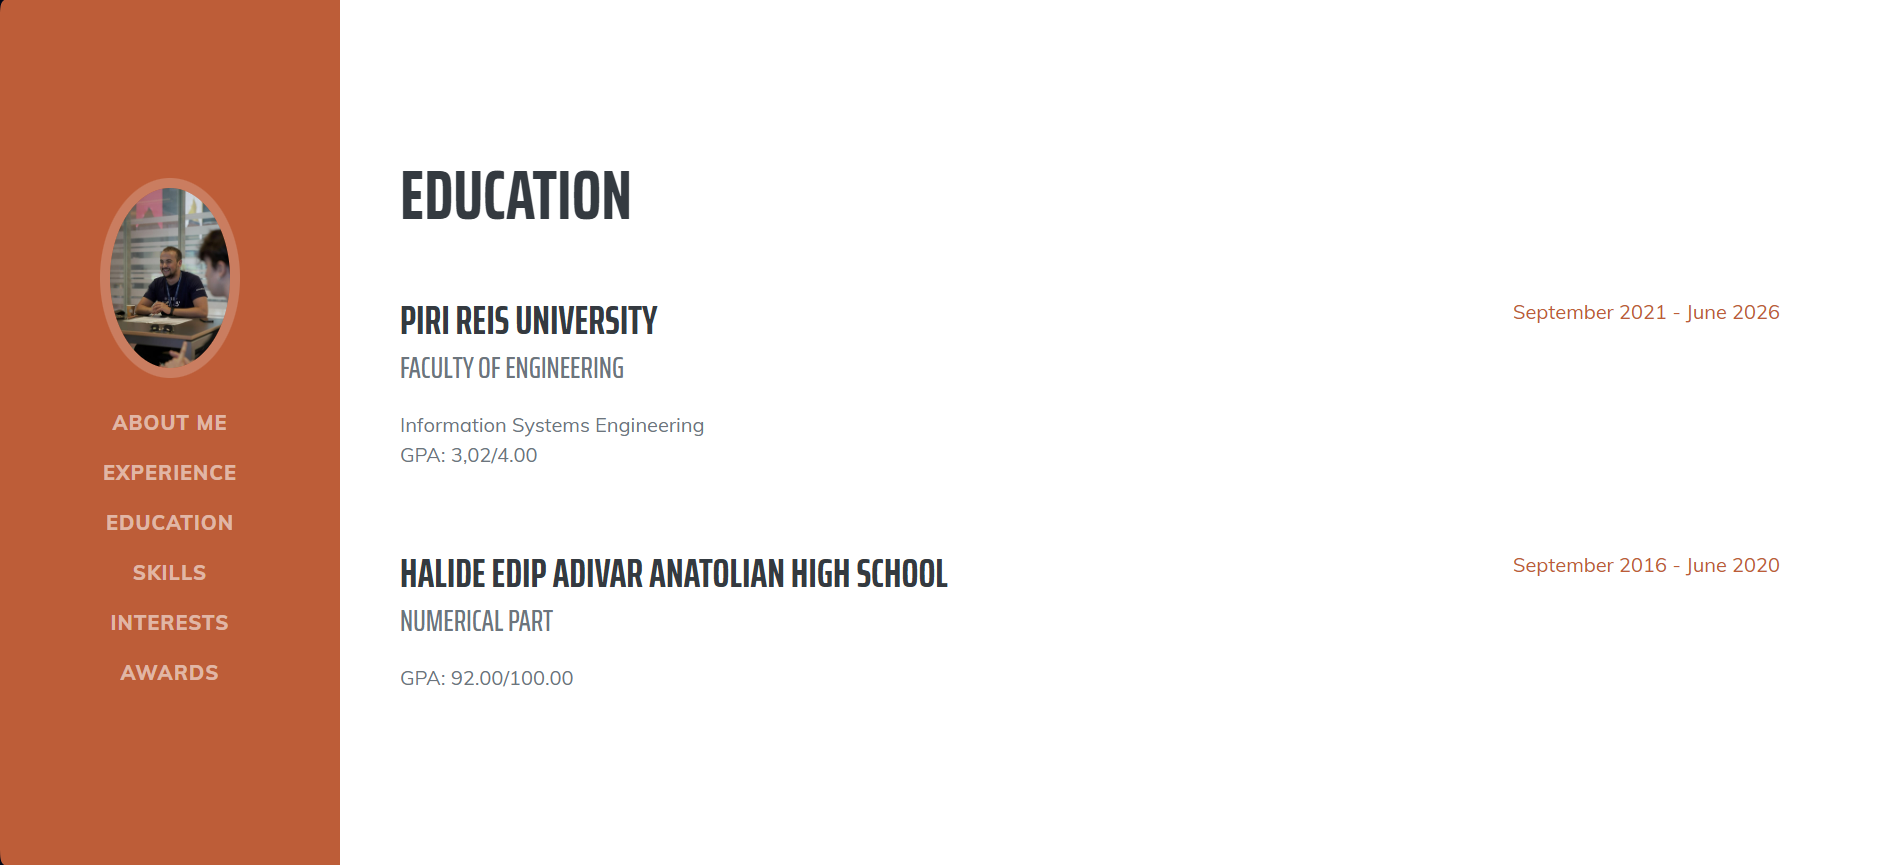 ABOUT ME
EXPERIENCE
EDUCATION
SKILLS
INTERESTS
AWARDS
EDUCATION
PIRI REIS UNIVERSITY
September 2021 - June 2026
FACULTY OF ENGINEERING
Information Systems Engineering
GPA: 3,02/4.00
HALIDE EDIP ADIVAR ANATOLIAN HIGH SCHOOL
September 2016 - June 2020
NUMERICAL PART
GPA: 92.00/100.00